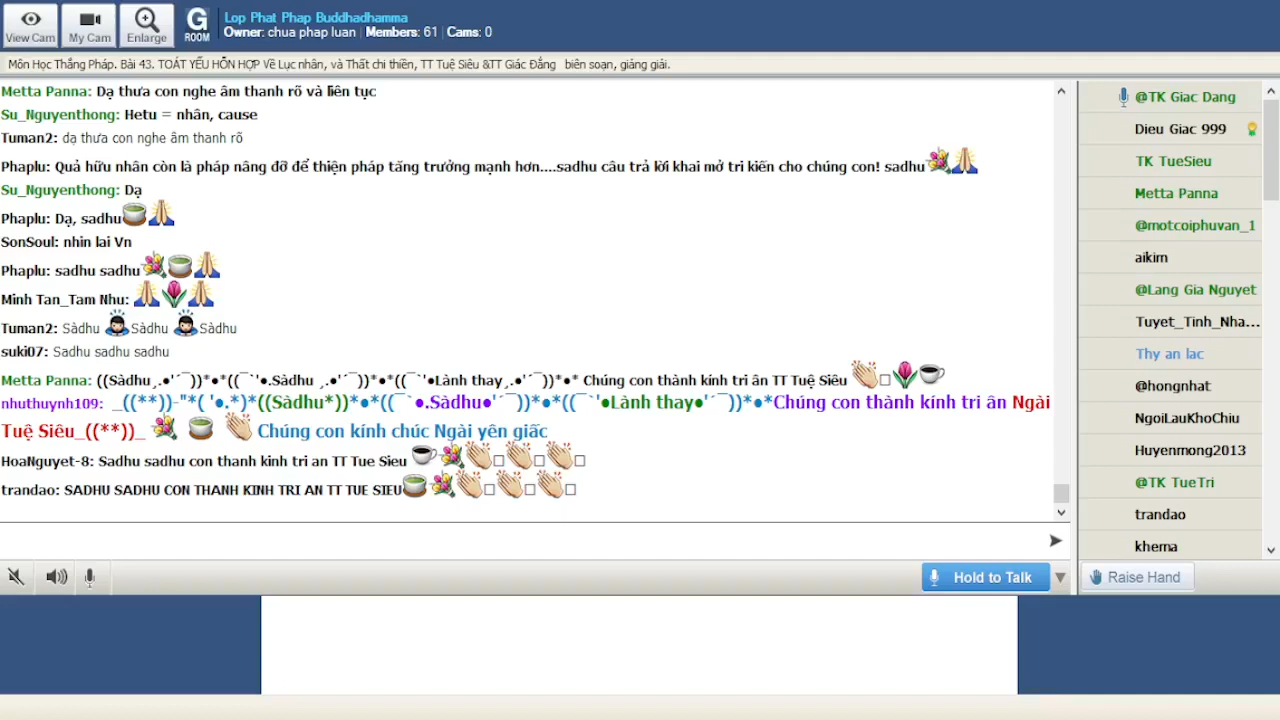 View Cam
My Cam
Enlarge
G
ROOM
Lop Phat Phap Buddhadhamma
Owner: chua phap luan | Members: 61 | Cams: 0
Môn Học Thắng Pháp. Bài 43. TOÁT YẾU HỖN HỢP Về Lục nhân, và Thất chi thiền, TT Tuệ Siêu &TT Giác Đẳng   biên soạn, giảng giải.
Metta Panna: Dạ thưa con nghe âm thanh rõ và liên tục
Su_Nguyenthong: Hetu = nhân, cause
Tuman2: dạ thưa con nghe âm thanh rõ
Phaplu: Quả hữu nhân còn là pháp nâng đỡ để thiện pháp tăng trưởng mạnh hơn....sadhu câu trả lời khai mở tri kiến cho chúng con! sadhu
Su_Nguyenthong: Dạ
Phaplu: Dạ, sadhu
SonSoul: nhin lai Vn
Phaplu: sadhu sadhu
Minh Tan_Tam Nhu:
Tuman2: Sàdhu Sàdhu Sàdhu
suki07: Sadhu sadhu sadhu
Metta Panna: ((Sàdhu¸.●'´¯))*●*((¯`'●.Sàdhu ¸.●'´¯))*●*((¯`'●Lành thay¸.●'´¯))*●* Chúng con thành kính tri ân TT Tuệ Siêu
nhuthuynh109: _((**))-"*( '●.*)*((Sàdhu*))*●*((¯`●.Sàdhu●'´¯))*●*((¯`'●Lành thay●'´¯))*●*Chúng con thành kính tri ân Ngài
Tuệ Siêu_((**))_ Chúng con kính chúc Ngài yên giấc
HoaNguyet-8: Sadhu sadhu con thanh kinh tri an TT Tue Sieu
trandao: SADHU SADHU CON THANH KINH TRI AN TT TUE SIEU
Hold to Talk
@TK Giac Dang
Dieu Giac 999
TK TueSieu
Metta Panna
@motcoiphuvan_1
aikim
@Lang Gia Nguyet
Tuyet_Tinh_Nha...
Thy an lac
@hongnhat
NgoiLauKhoChiu
Huyenmong2013
@TK TueTri
trandao
khema
Raise Hand